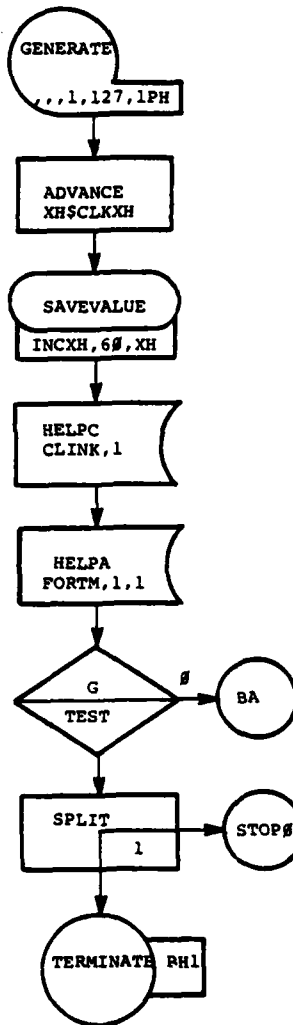 GENERATE
,,,1,127,1PH
ADVANCE
XH$CLKXH
SAVEVALUE
INCXH,6Ø,XH
HELPC
CLINK,1
HELPA
FORTM,1,1
G
Ø
BA
TEST
SPLIT
STOPØ
1
TERMINATE PH1